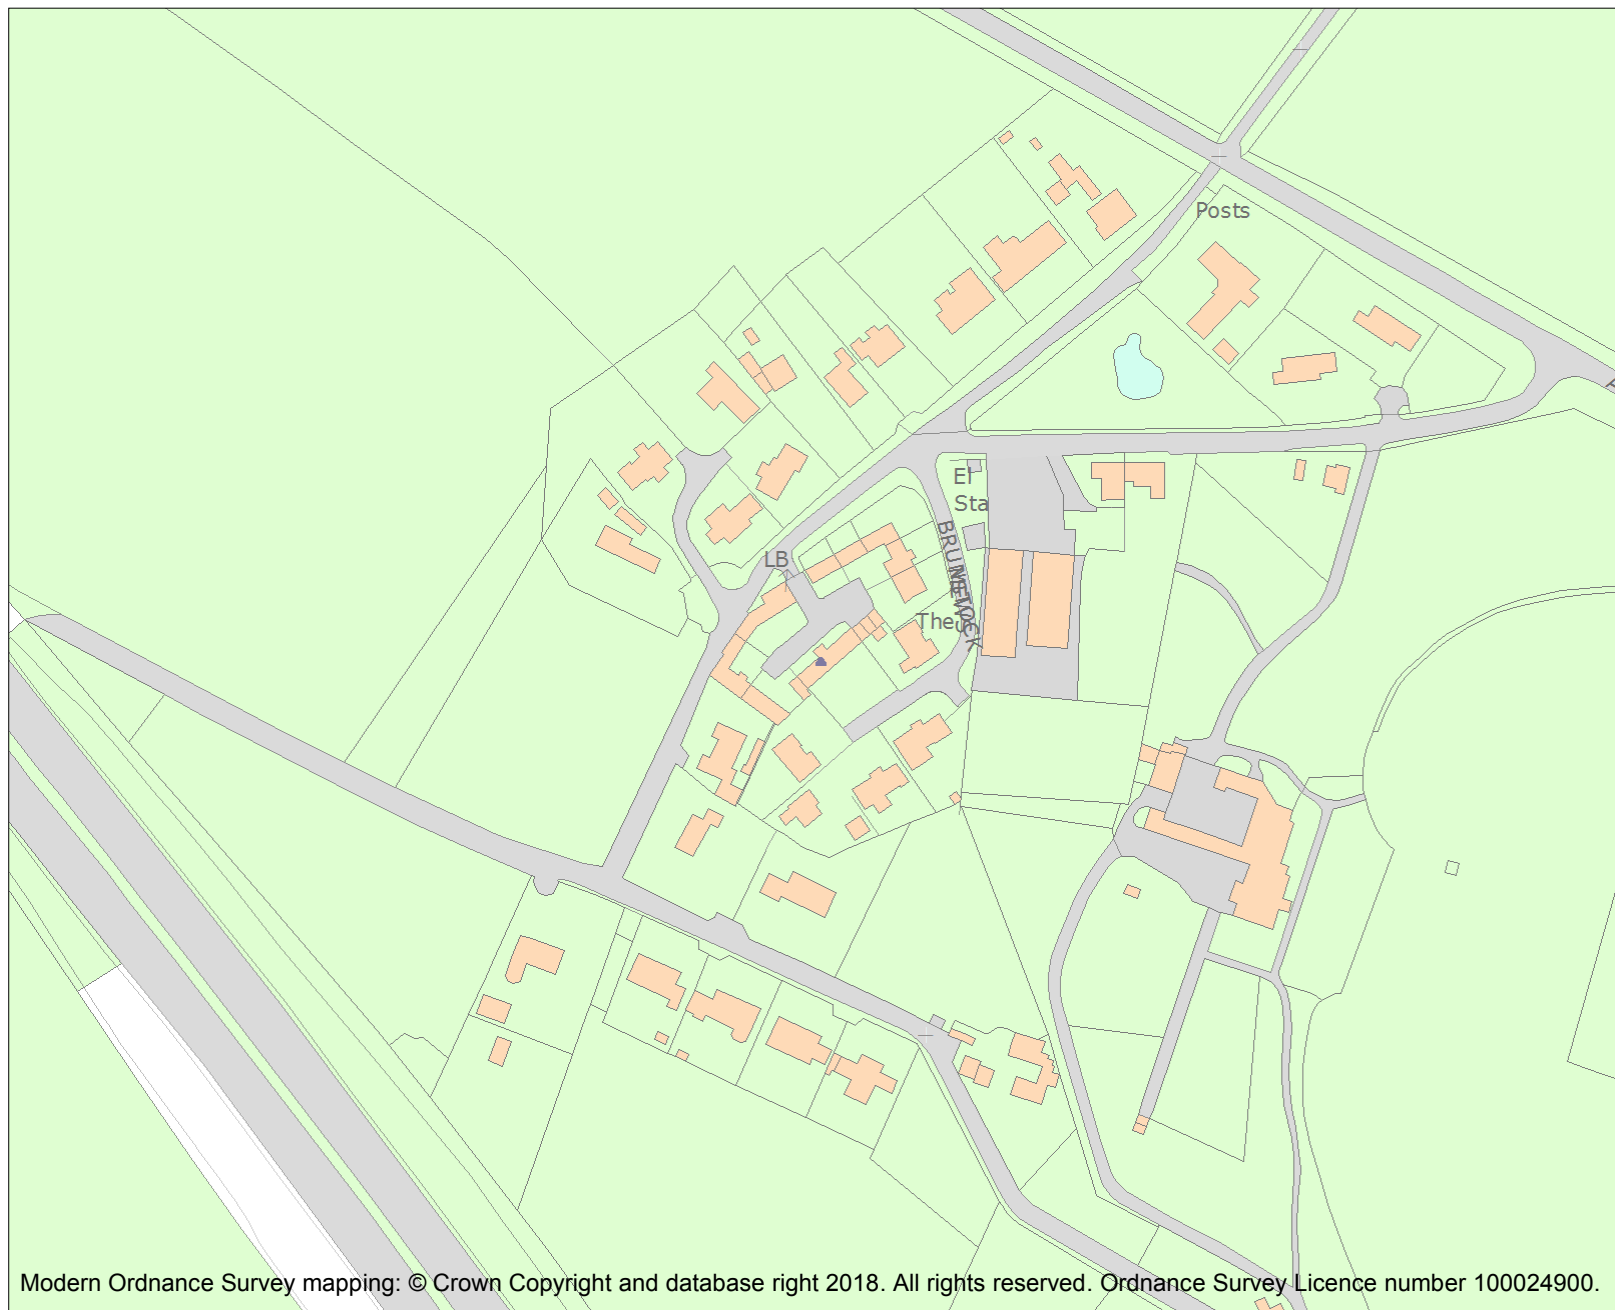 Posts
El
Sta
LB
The
Modern Ordnance Survey mapping: © Crown Copyright and database right 2018. All rights reserved. Ordnance Survey Licence number 100024900.